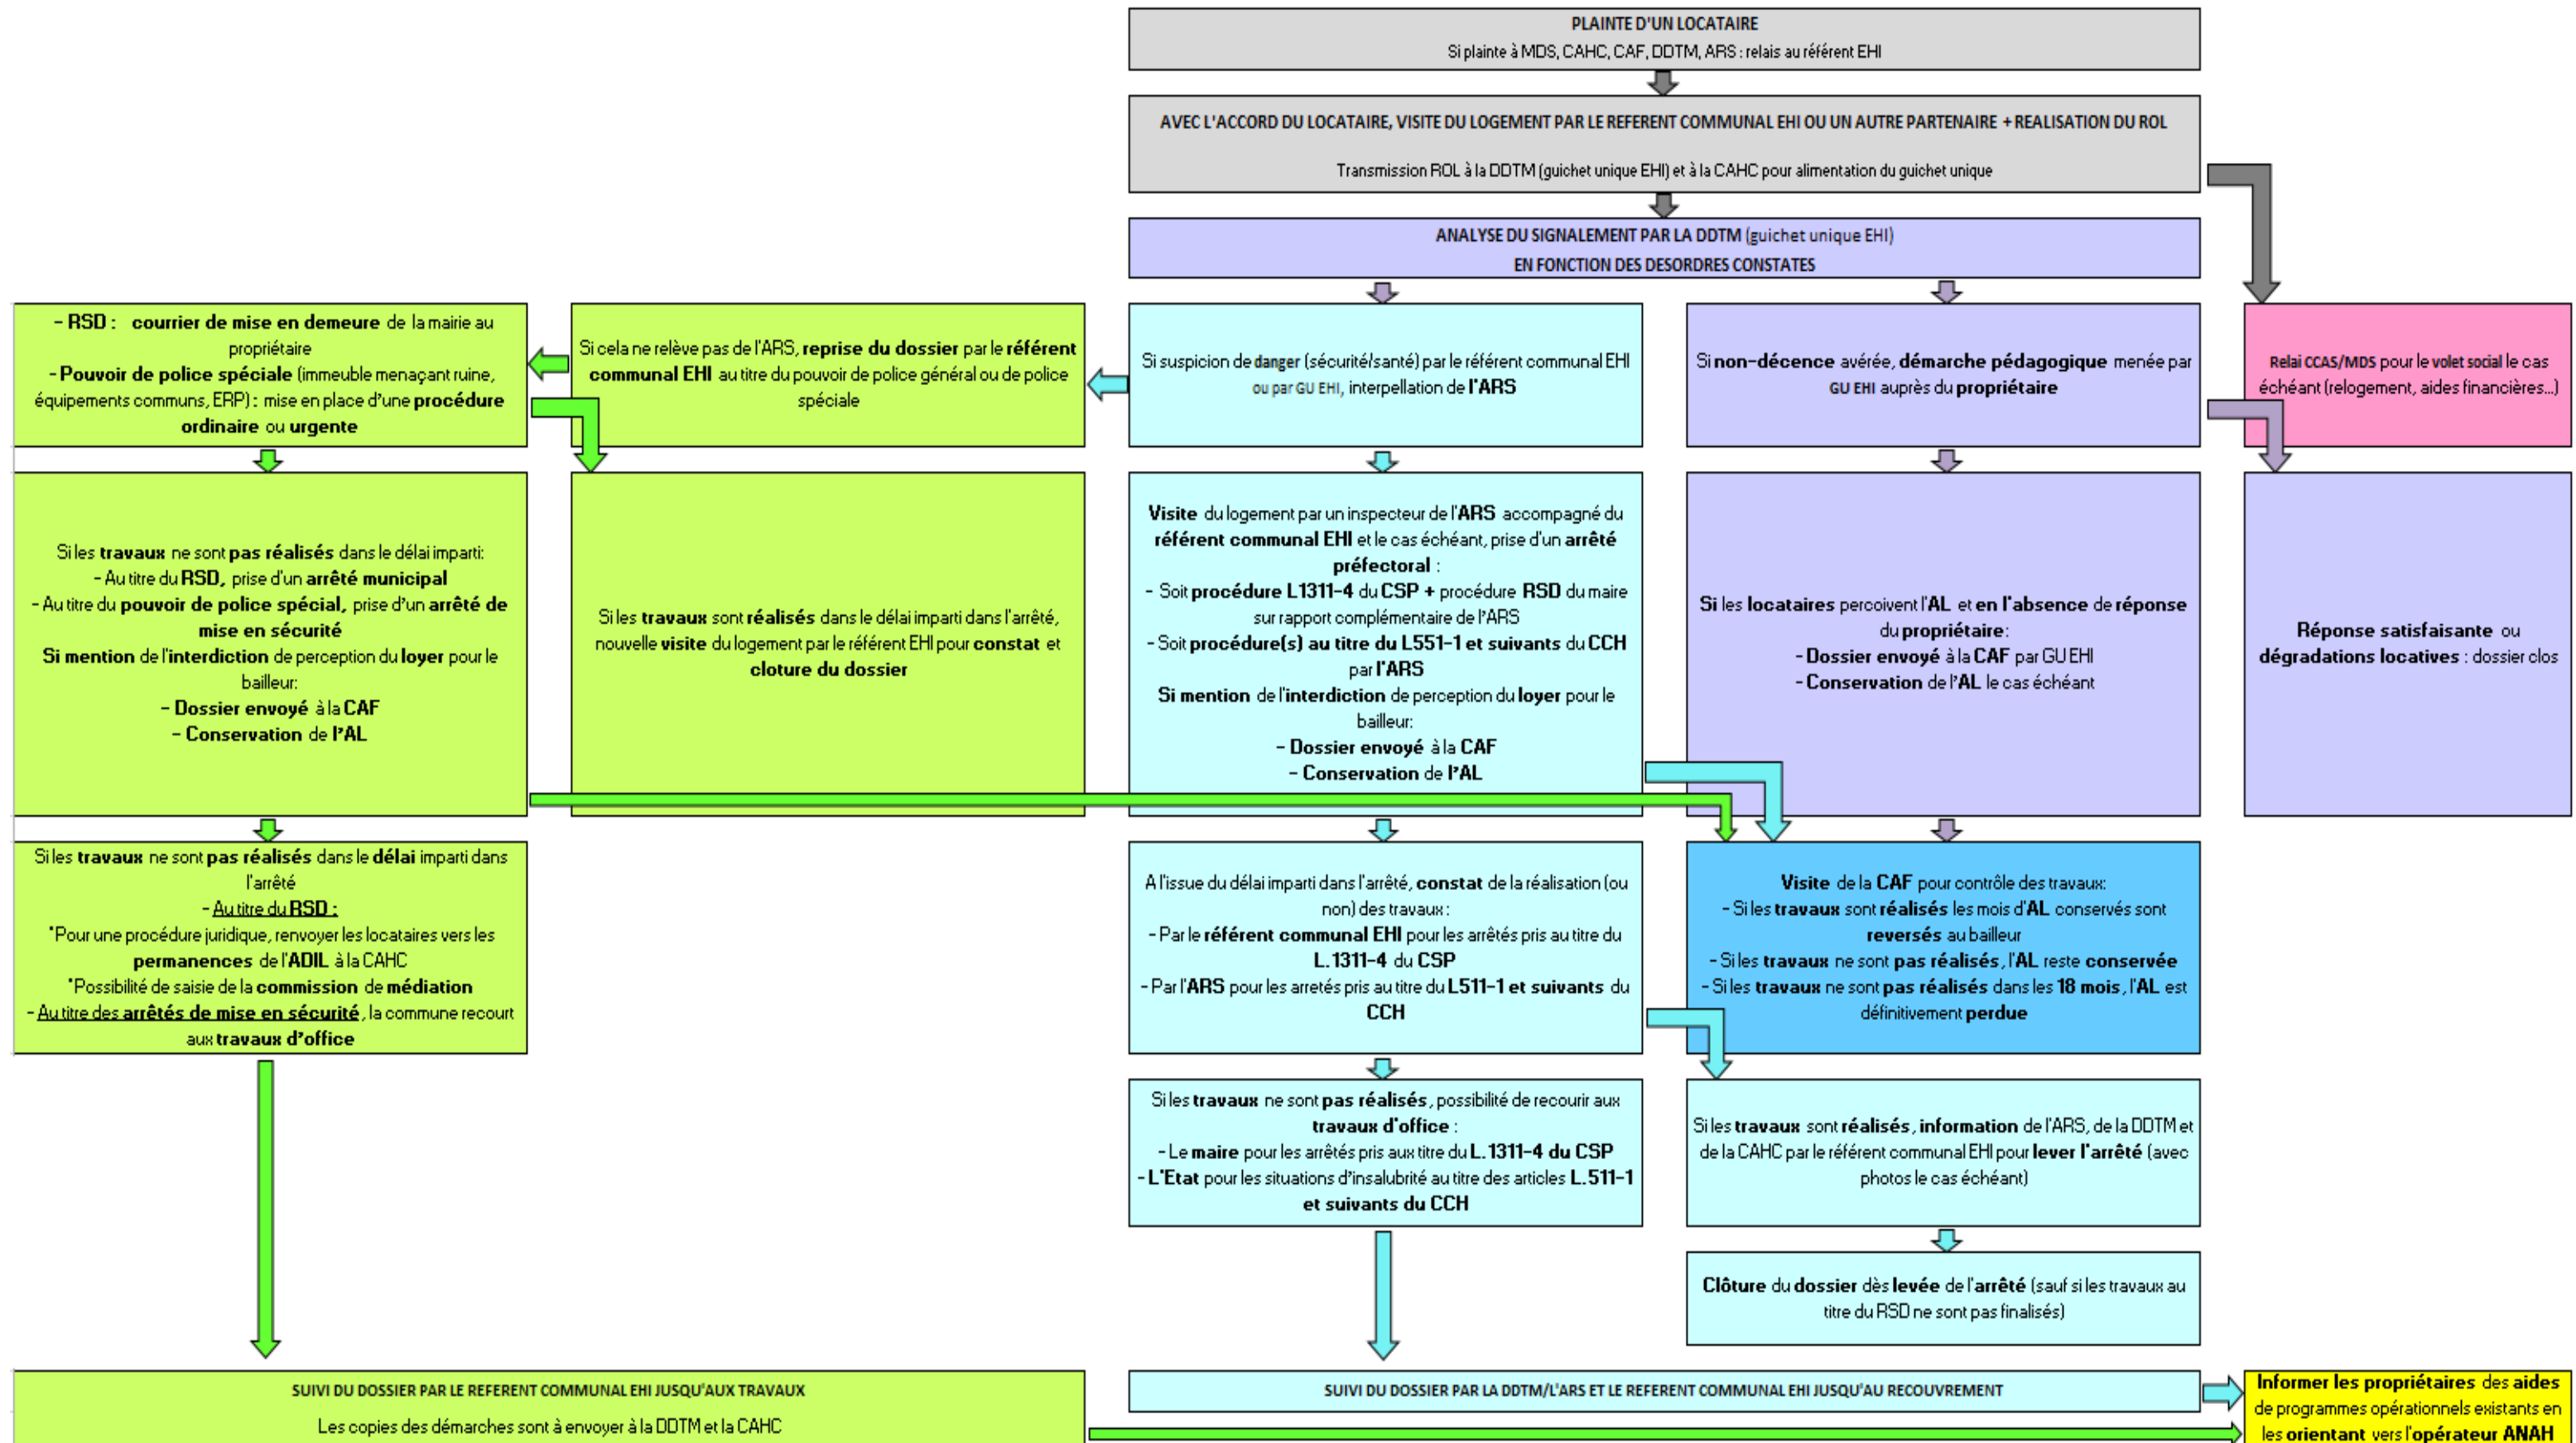 PLAINTE D'UN LOCATAIRE
Si plainte à MDS, CAHC, CAF, DDTM, ARS : relais au référent EHI
AVEC L'ACCORD DU LOCATAIRE, VISITE DU LOGEMENT PAR LE REFERENT COMMUNAL EHI OU UN AUTRE PARTENAIRE + REALISATION DU ROL
Transmission ROL à la DDTM (guichet unique EHI) et à la CAHC pour alimentation du guichet unique
ANALYSE DU SIGNALEMENT PAR LA DDTM (guichet unique EHI)
EN FONCTION DES DESORDRES CONSTATES
- RSD : courrier de mise en demeure de la mairie au
propriétaire
- Pouvoir de police spéciale (immeuble menaçant ruine,
équipements communs, ERP) : mise en place d'une procédure
ordinaire ou urgente
Si cela ne relève pas de l'ARS, reprise du dossier par le référent
communal EHI au titre du pouvoir de police général ou de police
spéciale
Si suspicion de danger (sécurité/santé) par le référent communal EHI
ou par GU EHI, interpellation de l'ARS
Si non-décence avérée, démarche pédagogique menée par
GU EHI auprès du propriétaire
Relai CCAS/MDS pour le volet social le cas
échéant (relogement, aides financières...)
Si les travaux ne sont pas réalisés dans le délai imparti:
- Au titre du RSD, prise d'un arrêté municipal
- Au titre du pouvoir de police spécial, prise d'un arrêté de
mise en sécurité
Si mention de l'interdiction de perception du loyer pour le
bailleur:
- Dossier envoyé à la CAF
- Conservation de l'AL
Si les travaux sont réalisés dans le délai imparti dans l'arrêté,
nouvelle visite du logement par le référent EHI pour constat et
cloture du dossier
Visite du logement par un inspecteur de l'ARS accompagné du
référent communal EHI et le cas échéant, prise d'un arrêté
préfectoral :
- Soit procédure L1311-4 du CSP + procédure RSD du maire
sur rapport complémentaire de l'ARS
- Soit procédure(s) au titre du L551-1 et suivants du CCH
par l'ARS
Si mention de l'interdiction de perception du loyer pour le
bailleur:
- Dossier envoyé à la CAF
- Conservation de l'AL
Si les locataires perçoivent l'AL et en l'absence de réponse
du propriétaire:
- Dossier envoyé à la CAF par GU EHI
- Conservation de l'AL le cas échéant
Réponse satisfaisante ou
dégradations locatives : dossier clos
Si les travaux ne sont pas réalisés dans le délai imparti dans
l'arrêté
- Au titre du RSD :
*Pour une procédure juridique, renvoyer les locataires vers les
permanences de l'ADIL à la CAHC
*Possibilité de saisie de la commission de médiation
- Au titre des arrêtés de mise en sécurité, la commune recourt
aux travaux d'office
A l'issue du délai imparti dans l'arrêté, constat de la réalisation (ou
non) des travaux :
- Par le référent communal EHI pour les arrêtés pris au titre du
L.1311-4 du CSP
- Par l'ARS pour les arretés pris au titre du L511-1 et suivants du
CCH
Visite de la CAF pour contrôle des travaux:
- Si les travaux sont réalisés les mois d'AL conservés sont
reversés au bailleur
- Si les travaux ne sont pas réalisés, l'AL reste conservée
- Si les travaux ne sont pas réalisés dans les 18 mois, l'AL est
définitivement perdue
Si les travaux ne sont pas réalisés, possibilité de recourir aux
travaux d'office :
- Le maire pour les arrêtés pris aux titre du L.1311-4 du CSP
- L'Etat pour les situations d'insalubrité au titre des articles L.511-1
et suivants du CCH
Si les travaux sont réalisés, information de l'ARS, de la DDTM et
de la CAHC par le référent communal EHI pour lever l'arrêté (avec
photos le cas échéant)
Clôture du dossier dès levée de l'arrêté (sauf si les travaux au
titre du RSD ne sont pas finalisés)
SUIVI DU DOSSIER PAR LE REFERENT COMMUNAL EHI JUSQU'AUX TRAVAUX
Les copies des démarches sont à envoyer à la DDTM et la CAHC
SUIVI DU DOSSIER PAR LA DDTM/L'ARS ET LE REFERENT COMMUNAL EHI JUSQU'AU RECOUVREMENT
Informer les propriétaires des aides
de programmes opérationnels existants en
les orientant vers l'opérateur ANAH